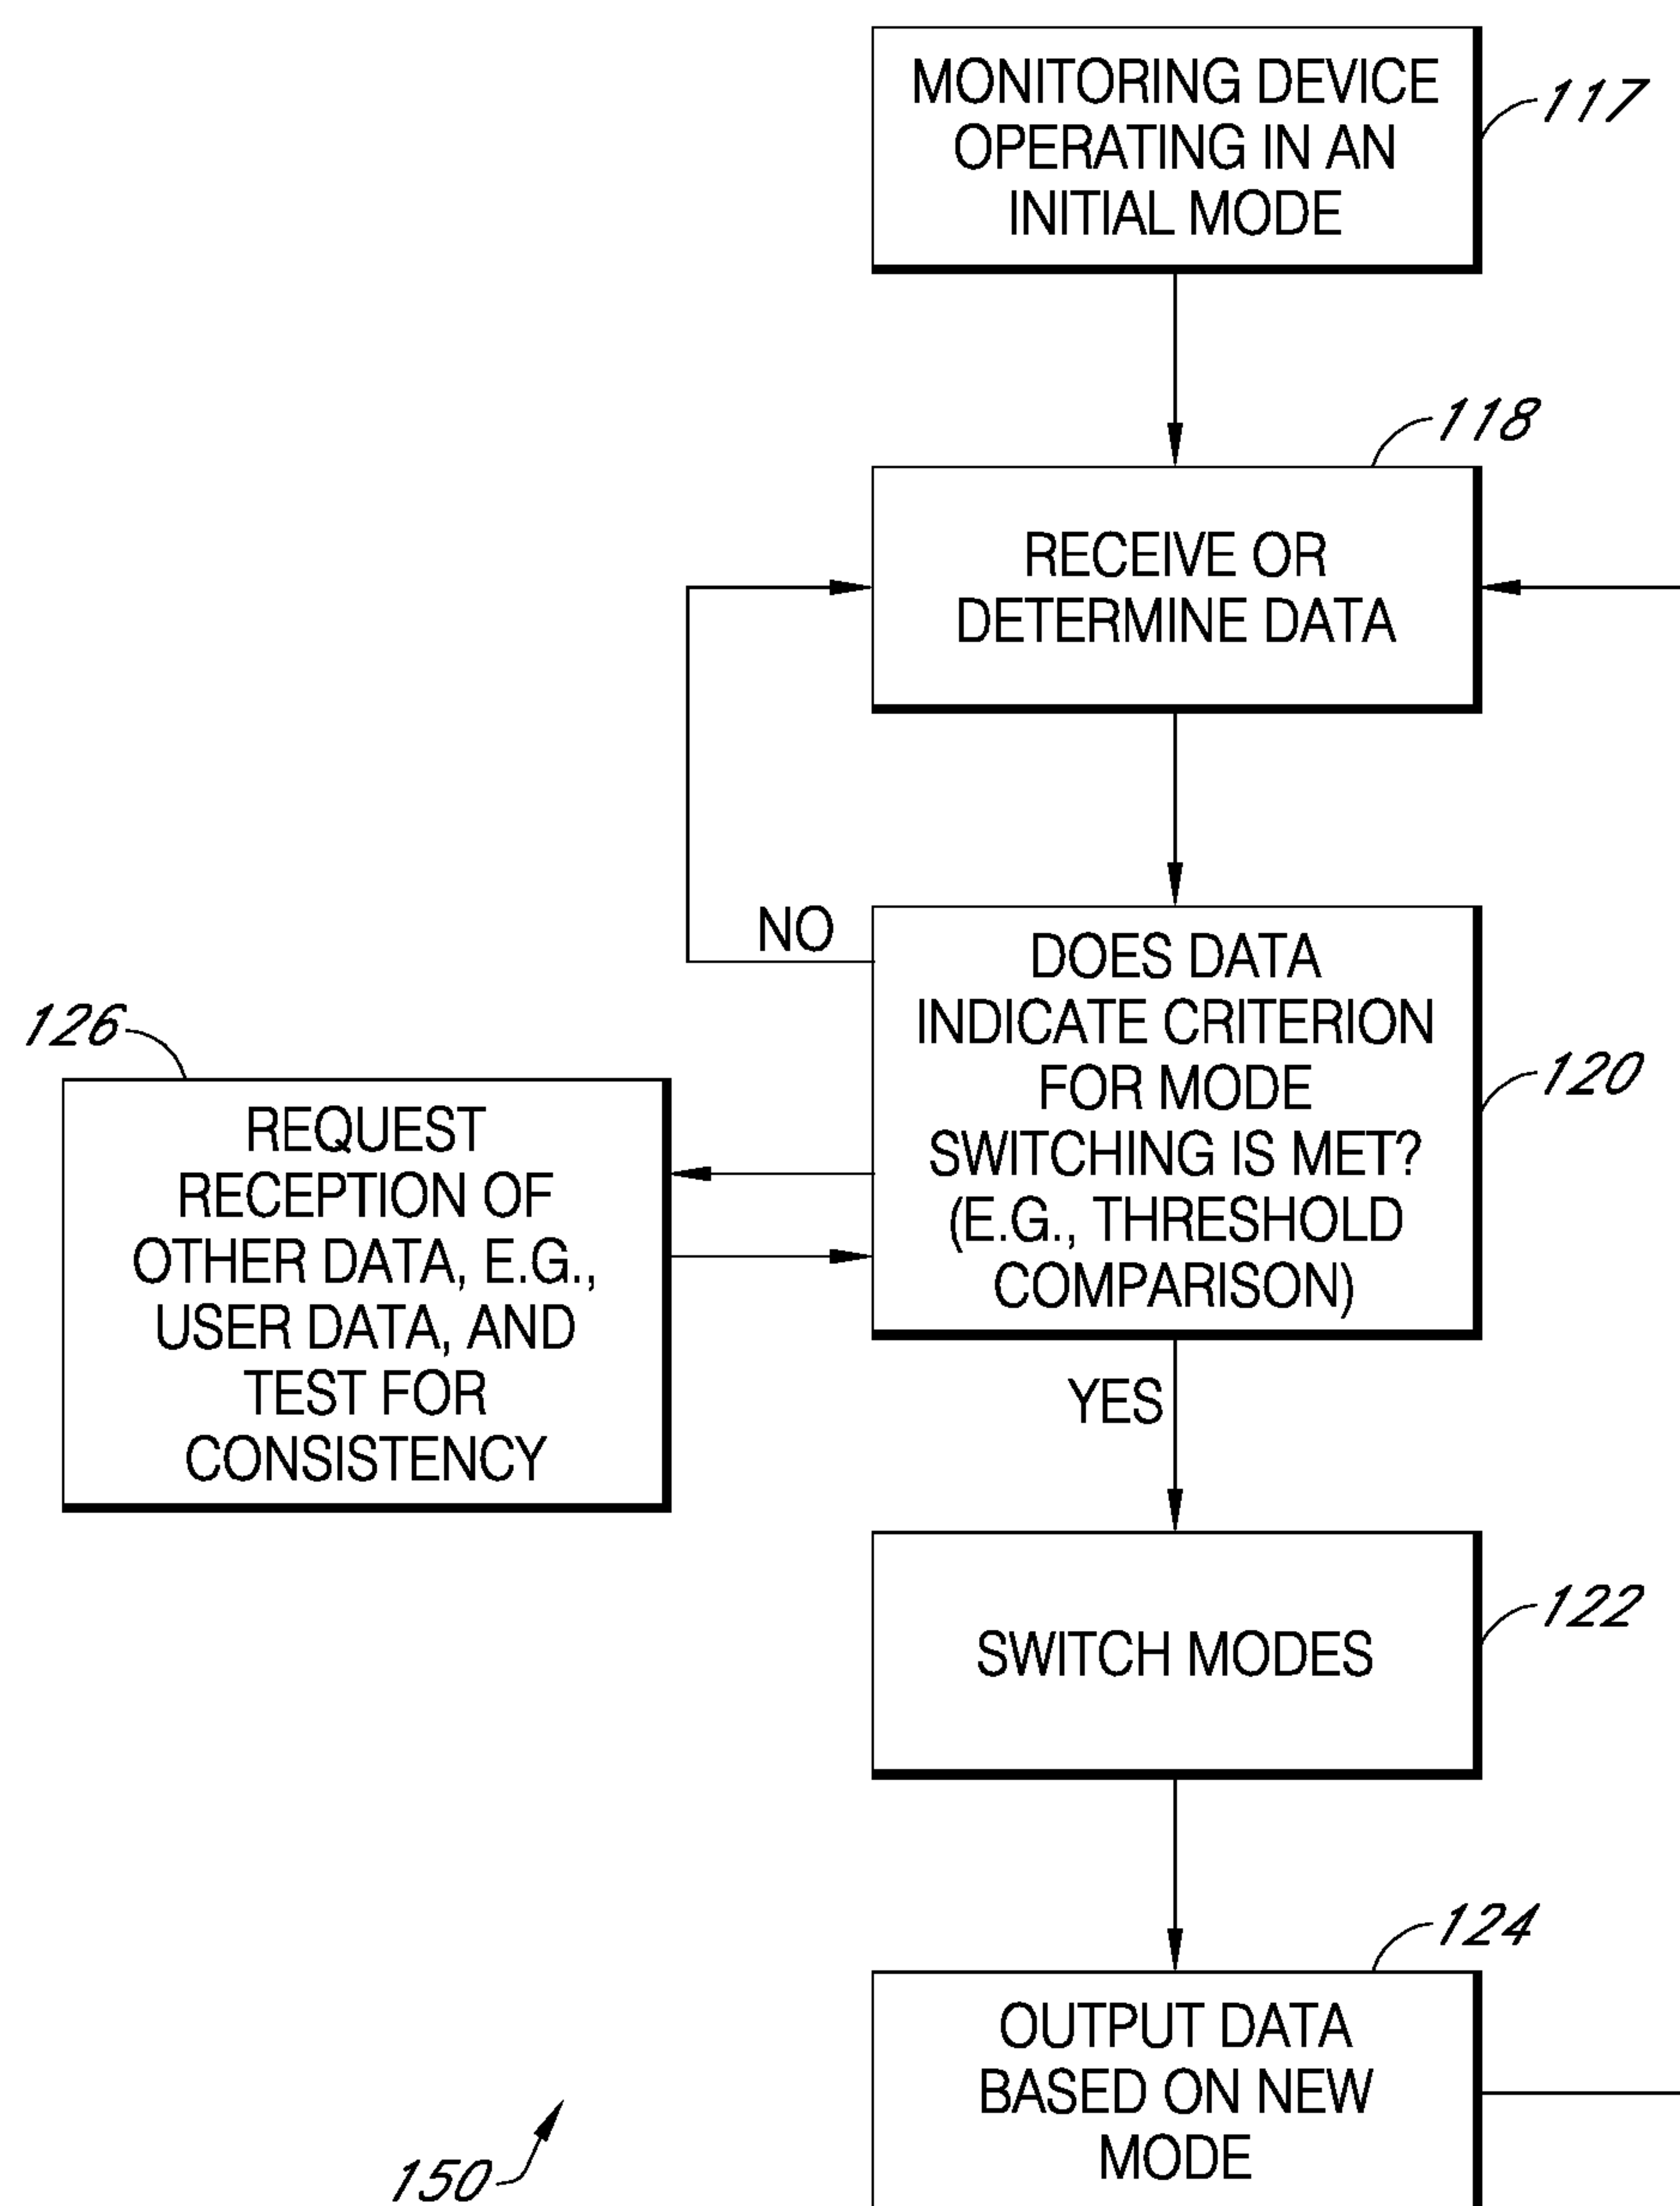 MONITORING DEVICE
OPERATING IN AN
INITIAL MODE
117
118
RECEIVE OR
DETERMINE DATA
NO
DOES DATA
INDICATE CRITERION
FOR MODE
SWITCHING IS MET?
(E.G., THRESHOLD
COMPARISON)
120
126
REQUEST
RECEPTION OF
OTHER DATA, E.G.,
USER DATA, AND
TEST FOR
CONSISTENCY
YES
SWITCH MODES
122
124
OUTPUT DATA
BASED ON NEW
MODE
150